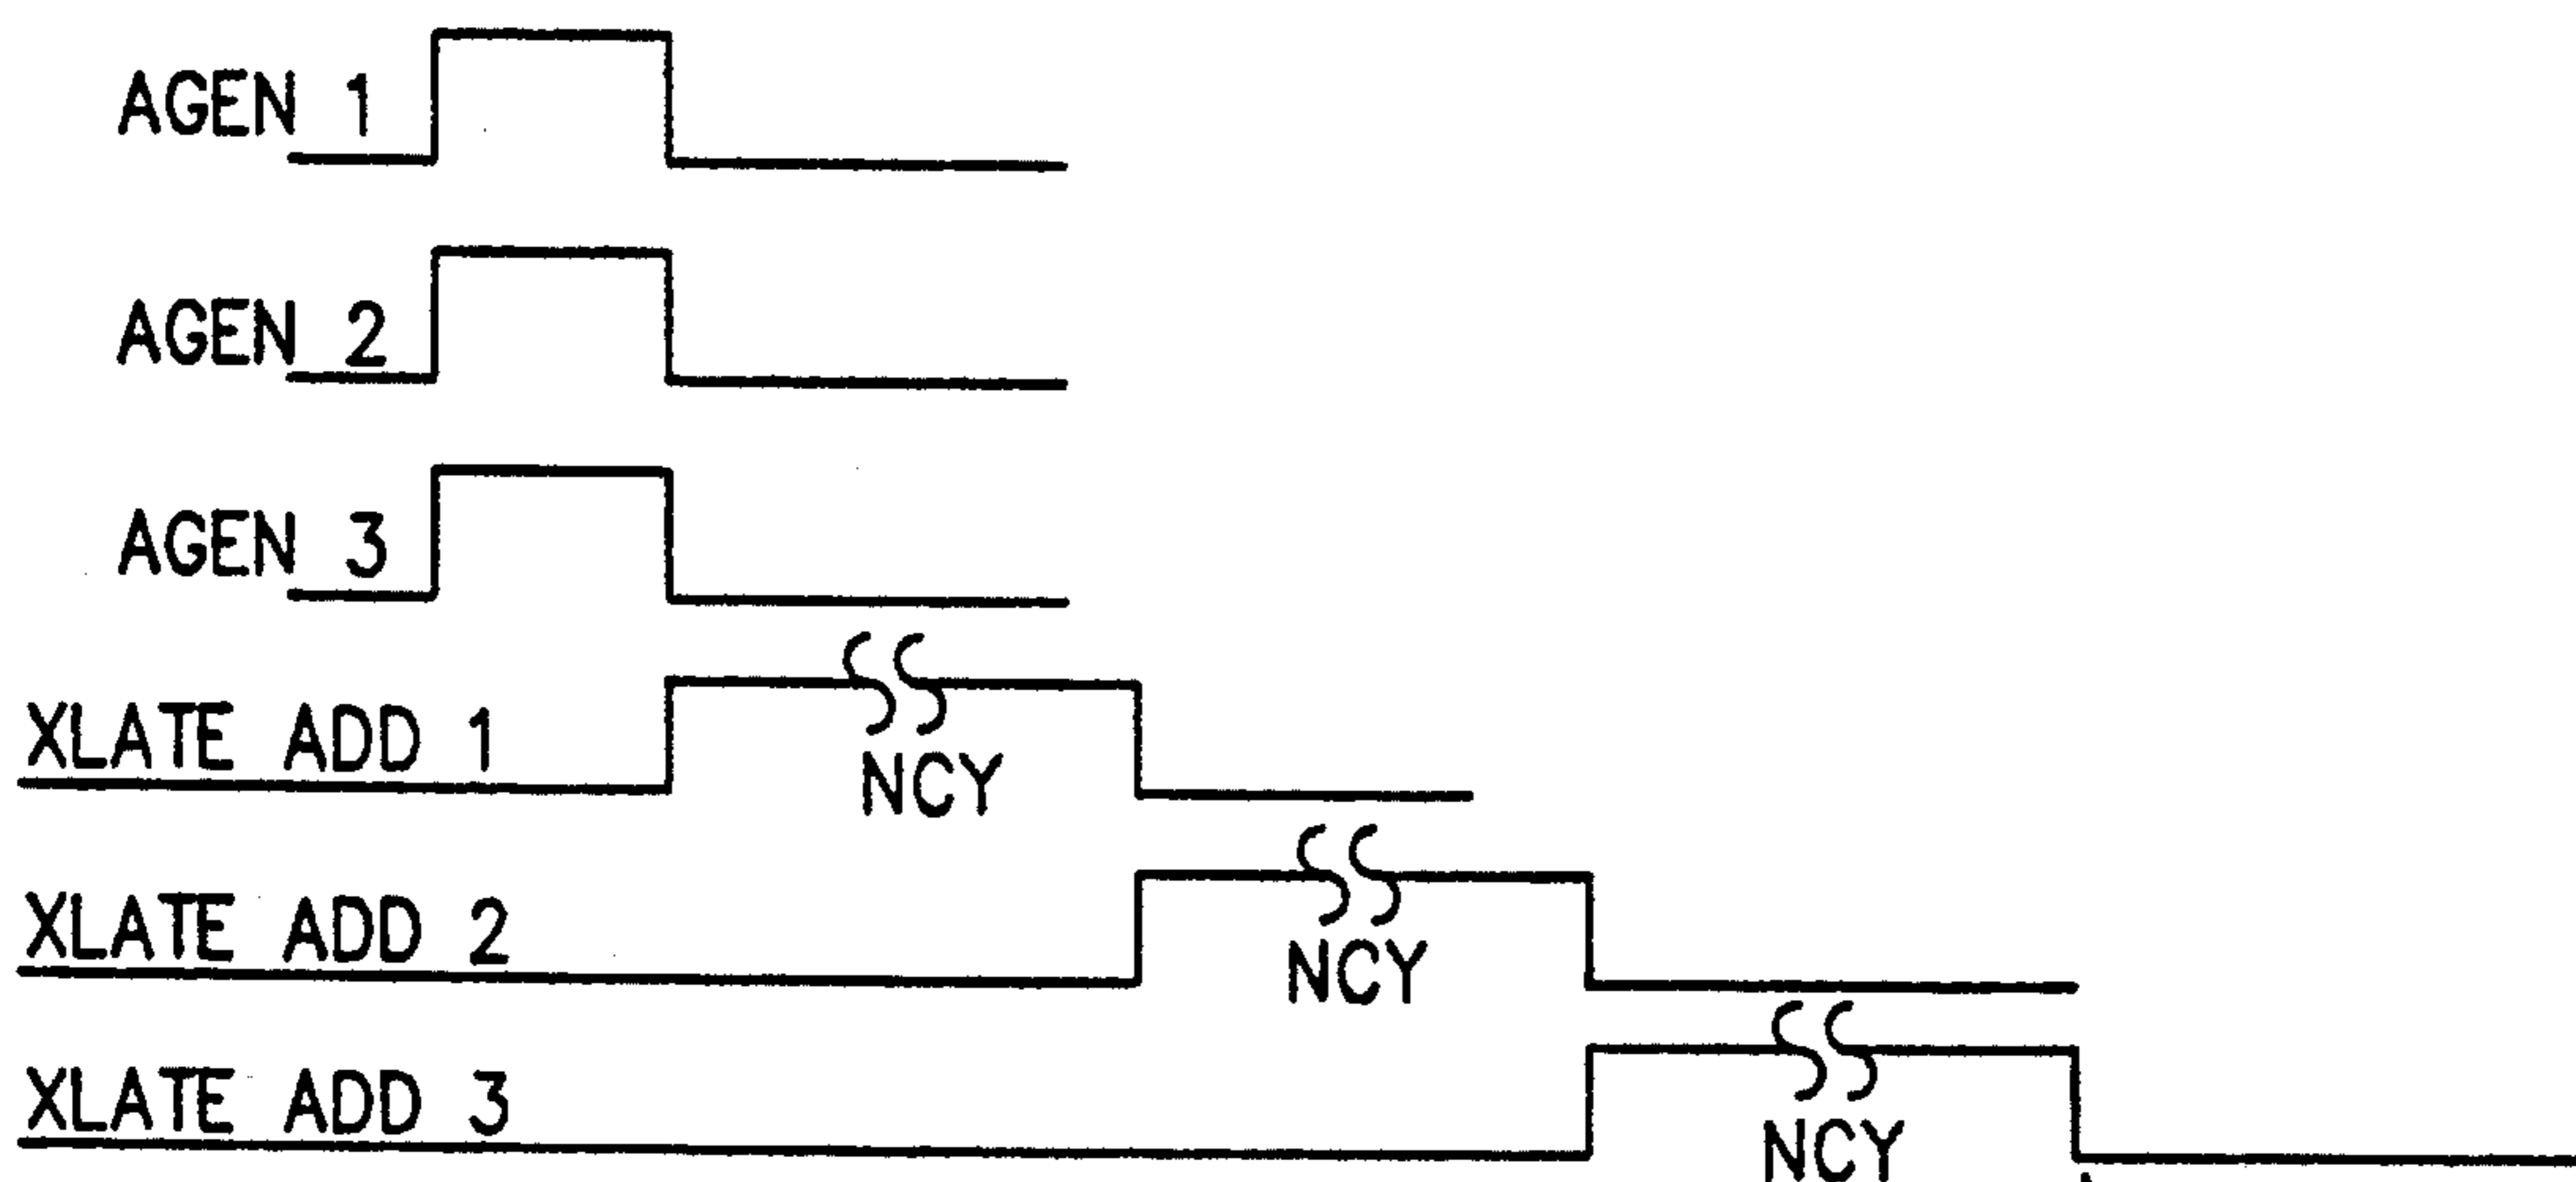 AGEN 1
AGEN 2
AGEN 3
XLATE ADD 1
NCY
XLATE ADD 2
NCY
XLATE ADD 3
NCY